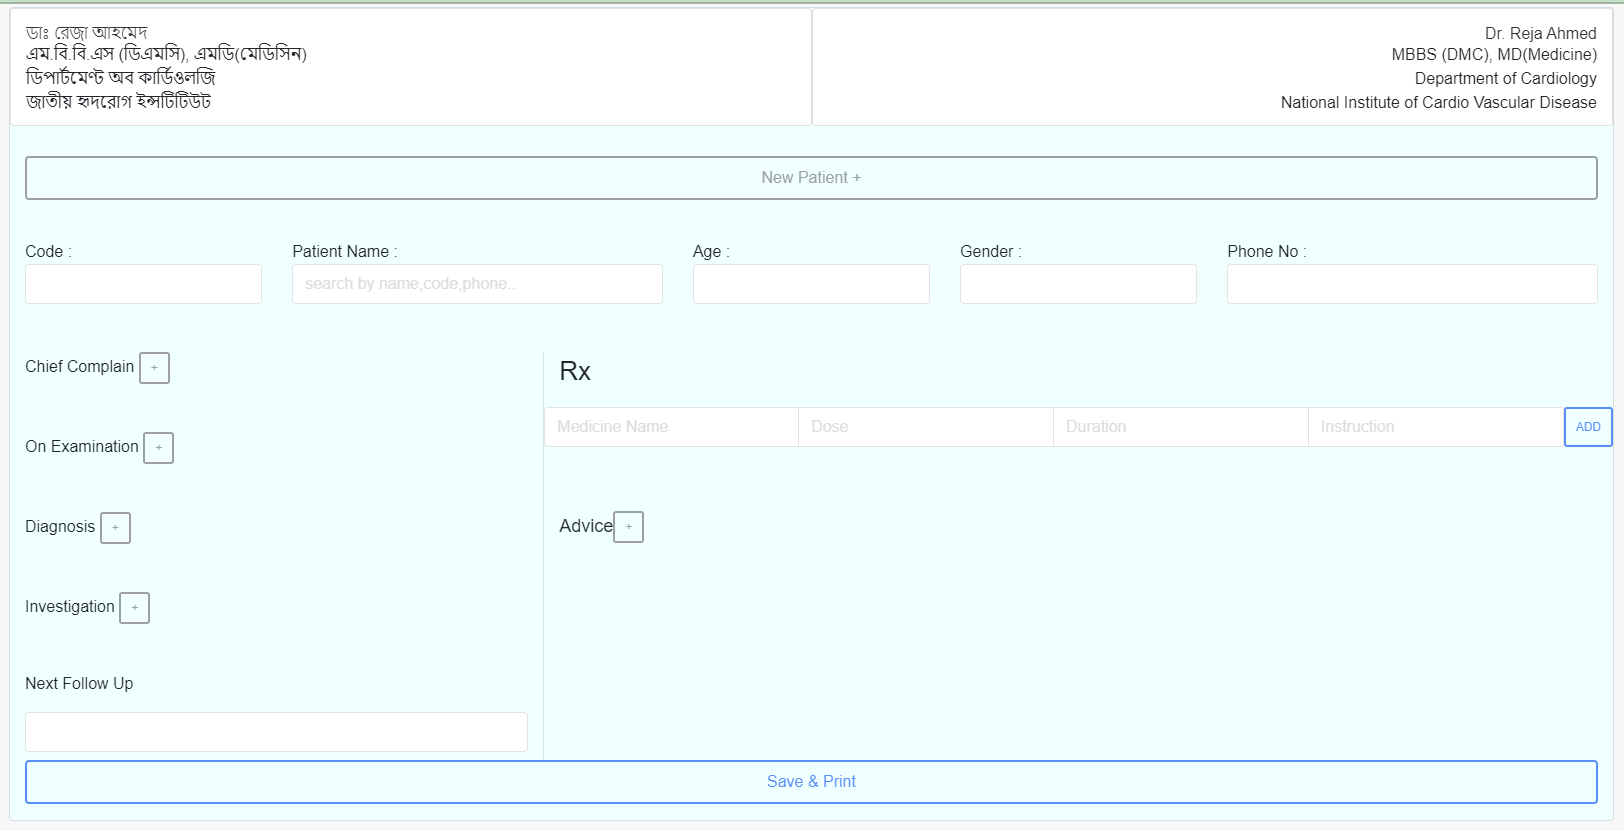 ডাঃ রেজা আহমেদ
এম.বি.বি.এস (ডিএমসি), এমডি(মেডিসিন)
ডিপার্টমেণ্ট অব কার্ডিওলজি
জাতীয় হৃদরোগ ইন্সটিটিউট
Dr. Reja Ahmed
MBBS (DMC), MD(Medicine)
Department of Cardiology
National Institute of Cardio Vascular Disease
New Patient +
Code :
Patient Name :
Age :
Gender :
Phone No :
search by name,code,phone..
Chief Complain +
On Examination +
Diagnosis +
Investigation +
Next Follow Up
Rx
Medicine Name
Dose
Duration
Instruction
ADD
Advice +
Save & Print